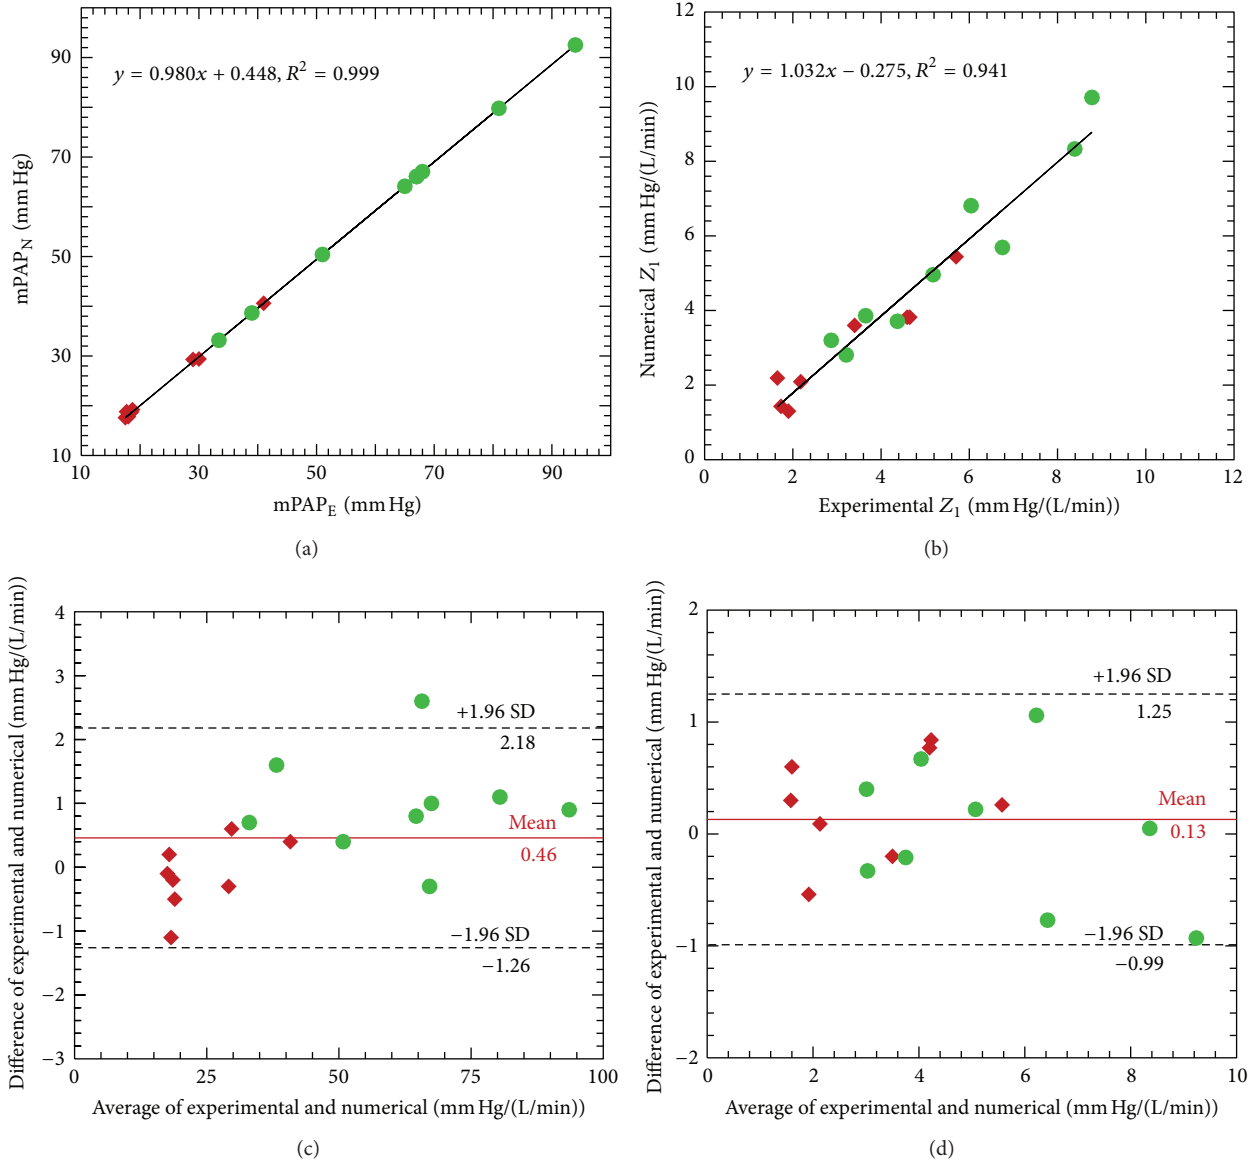 y = 0.980x + 0.448, R² = 0.999
mPAP_N (mm Hg)
90
70
50
30
10
10 30 50 70 90
mPAP_E (mm Hg)
(a)
y = 1.032x − 0.275, R² = 0.941
Numerical Z₁ (mm Hg/(L/min))
12
10
8
6
4
2
0
0 2 4 6 8 10 12
Experimental Z₁ (mm Hg/(L/min))
(b)
Difference of experimental and numerical (mm Hg/(L/min))
4
3
2
1
0
−1
−2
−3
+1.96 SD
2.18
Mean
0.46
−1.96 SD
−1.26
0 25 50 75 100
Average of experimental and numerical (mm Hg/(L/min))
(c)
Difference of experimental and numerical (mm Hg/(L/min))
2
1
0
−1
−2
+1.96 SD
1.25
Mean
0.13
−1.96 SD
−0.99
0 2 4 6 8 10
Average of experimental and numerical (mm Hg/(L/min))
(d)